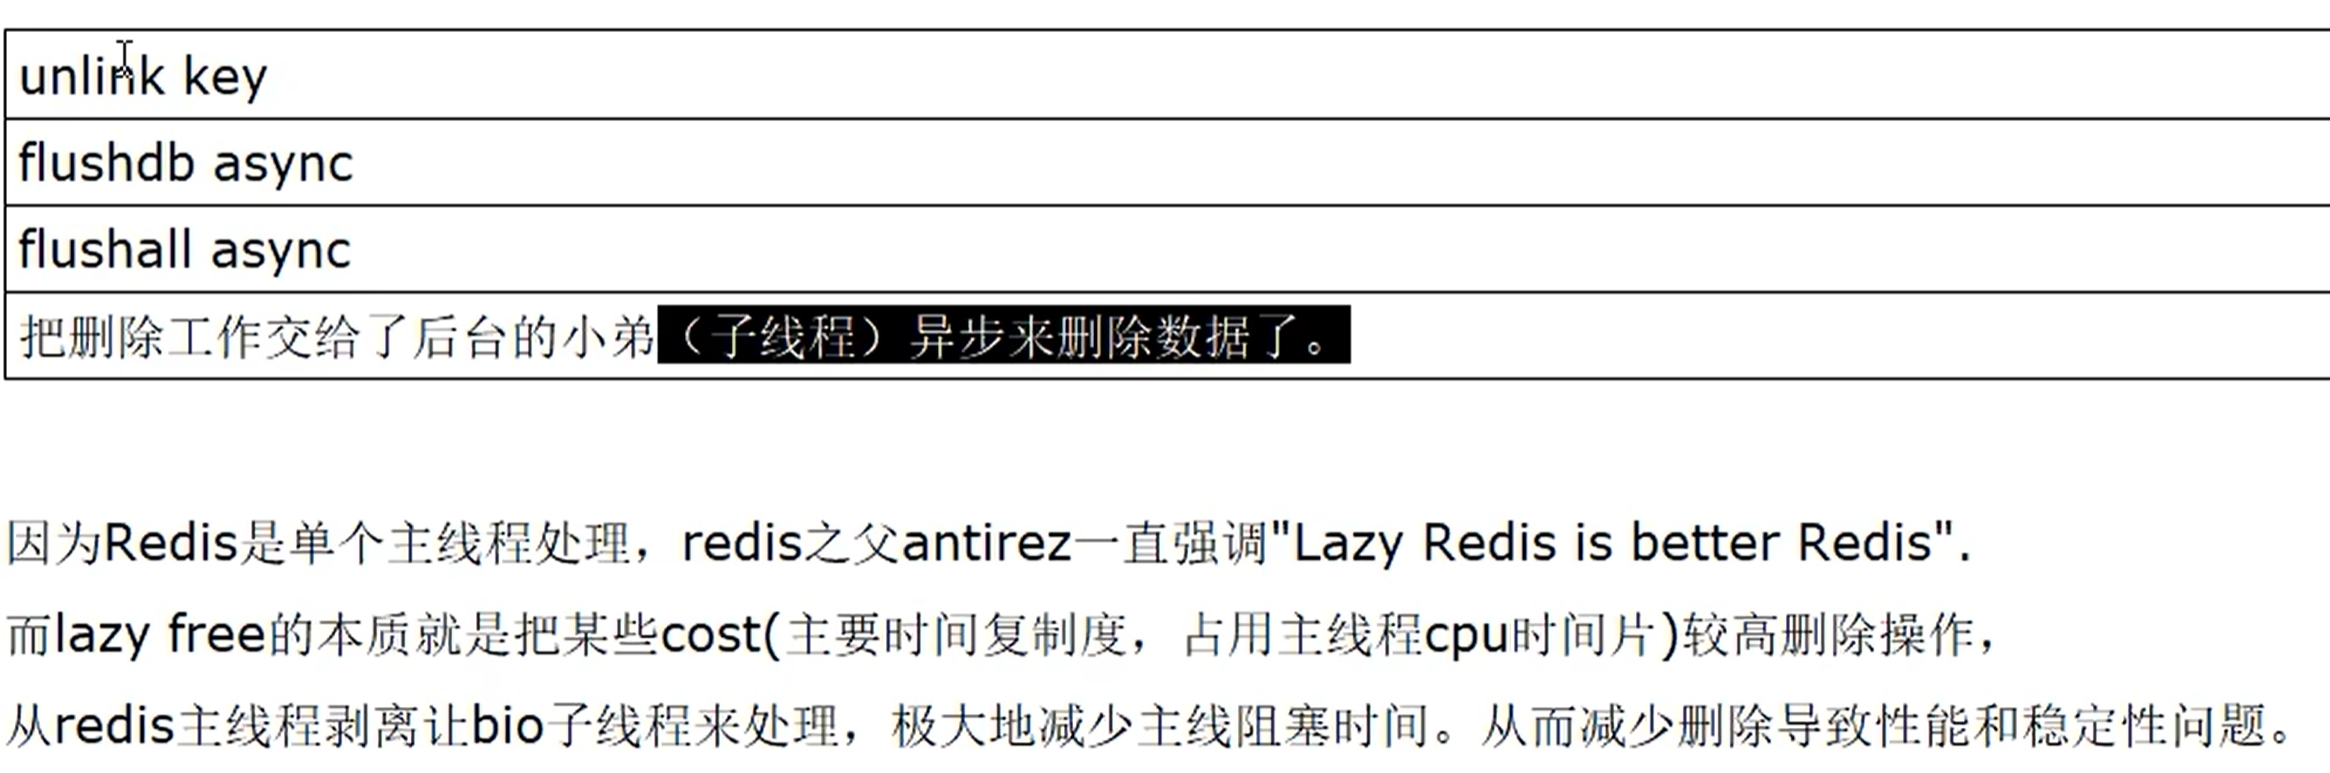 unlink key
flushdb async
flushall async
把删除工作交给了后台的小弟（子线程）异步来删除数据了。
因为Redis是单个主线程处理，redis之父antirez一直强调"Lazy Redis is better Redis".
而lazy free的本质就是把某些cost(主要时间复制度，占用主线程cpu时间片)较高删除操作，
从redis主线程剥离让bio子线程来处理，极大地减少主线阻塞时间。从而减少删除导致性能和稳定性问题。